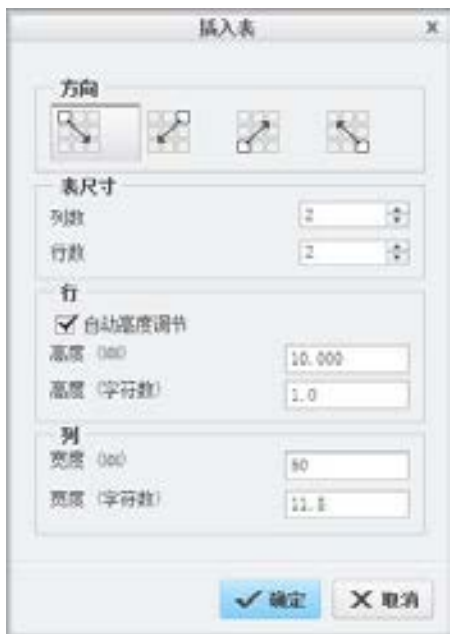 插入表
方向
表尺寸
列数 2
行数 2
行
自动高度调节
高度
10.000
高度 (字符数) 1.0
列
宽度
宽度 (字符数)
确定 取消